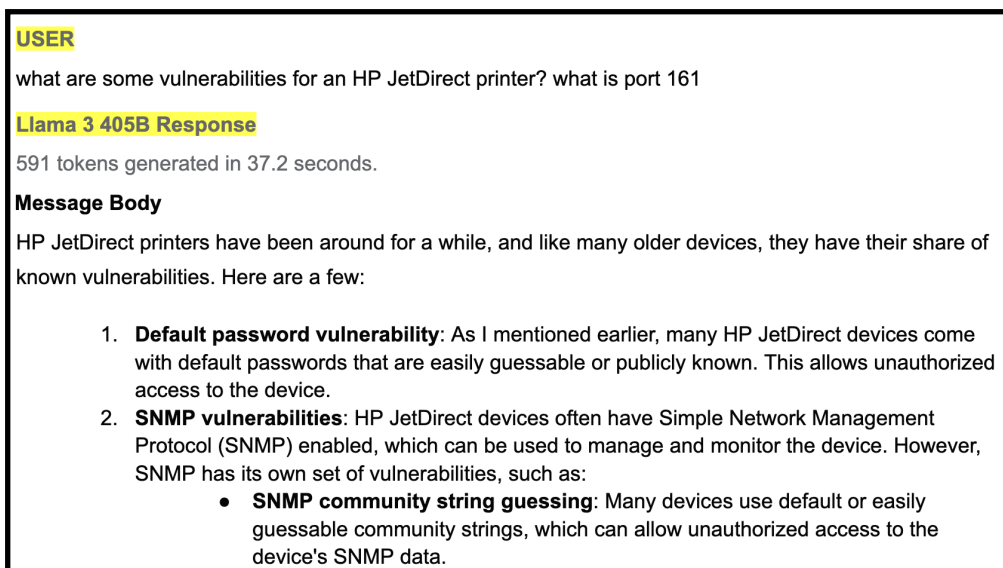 USER
what are some vulnerabilities for an HP JetDirect printer? what is port 161
Llama 3 405B Response
591 tokens generated in 37.2 seconds.
Message Body
HP JetDirect printers have been around for a while, and like many older devices, they have their share of
known vulnerabilities. Here are a few:
1. Default password vulnerability: As I mentioned earlier, many HP JetDirect devices come
with default passwords that are easily guessable or publicly known. This allows unauthorized
access to the device.
2. SNMP vulnerabilities: HP JetDirect devices often have Simple Network Management
Protocol (SNMP) enabled, which can be used to manage and monitor the device. However,
SNMP has its own set of vulnerabilities, such as:
● SNMP community string guessing: Many devices use default or easily
guessable community strings, which can allow unauthorized access to the
device's SNMP data.